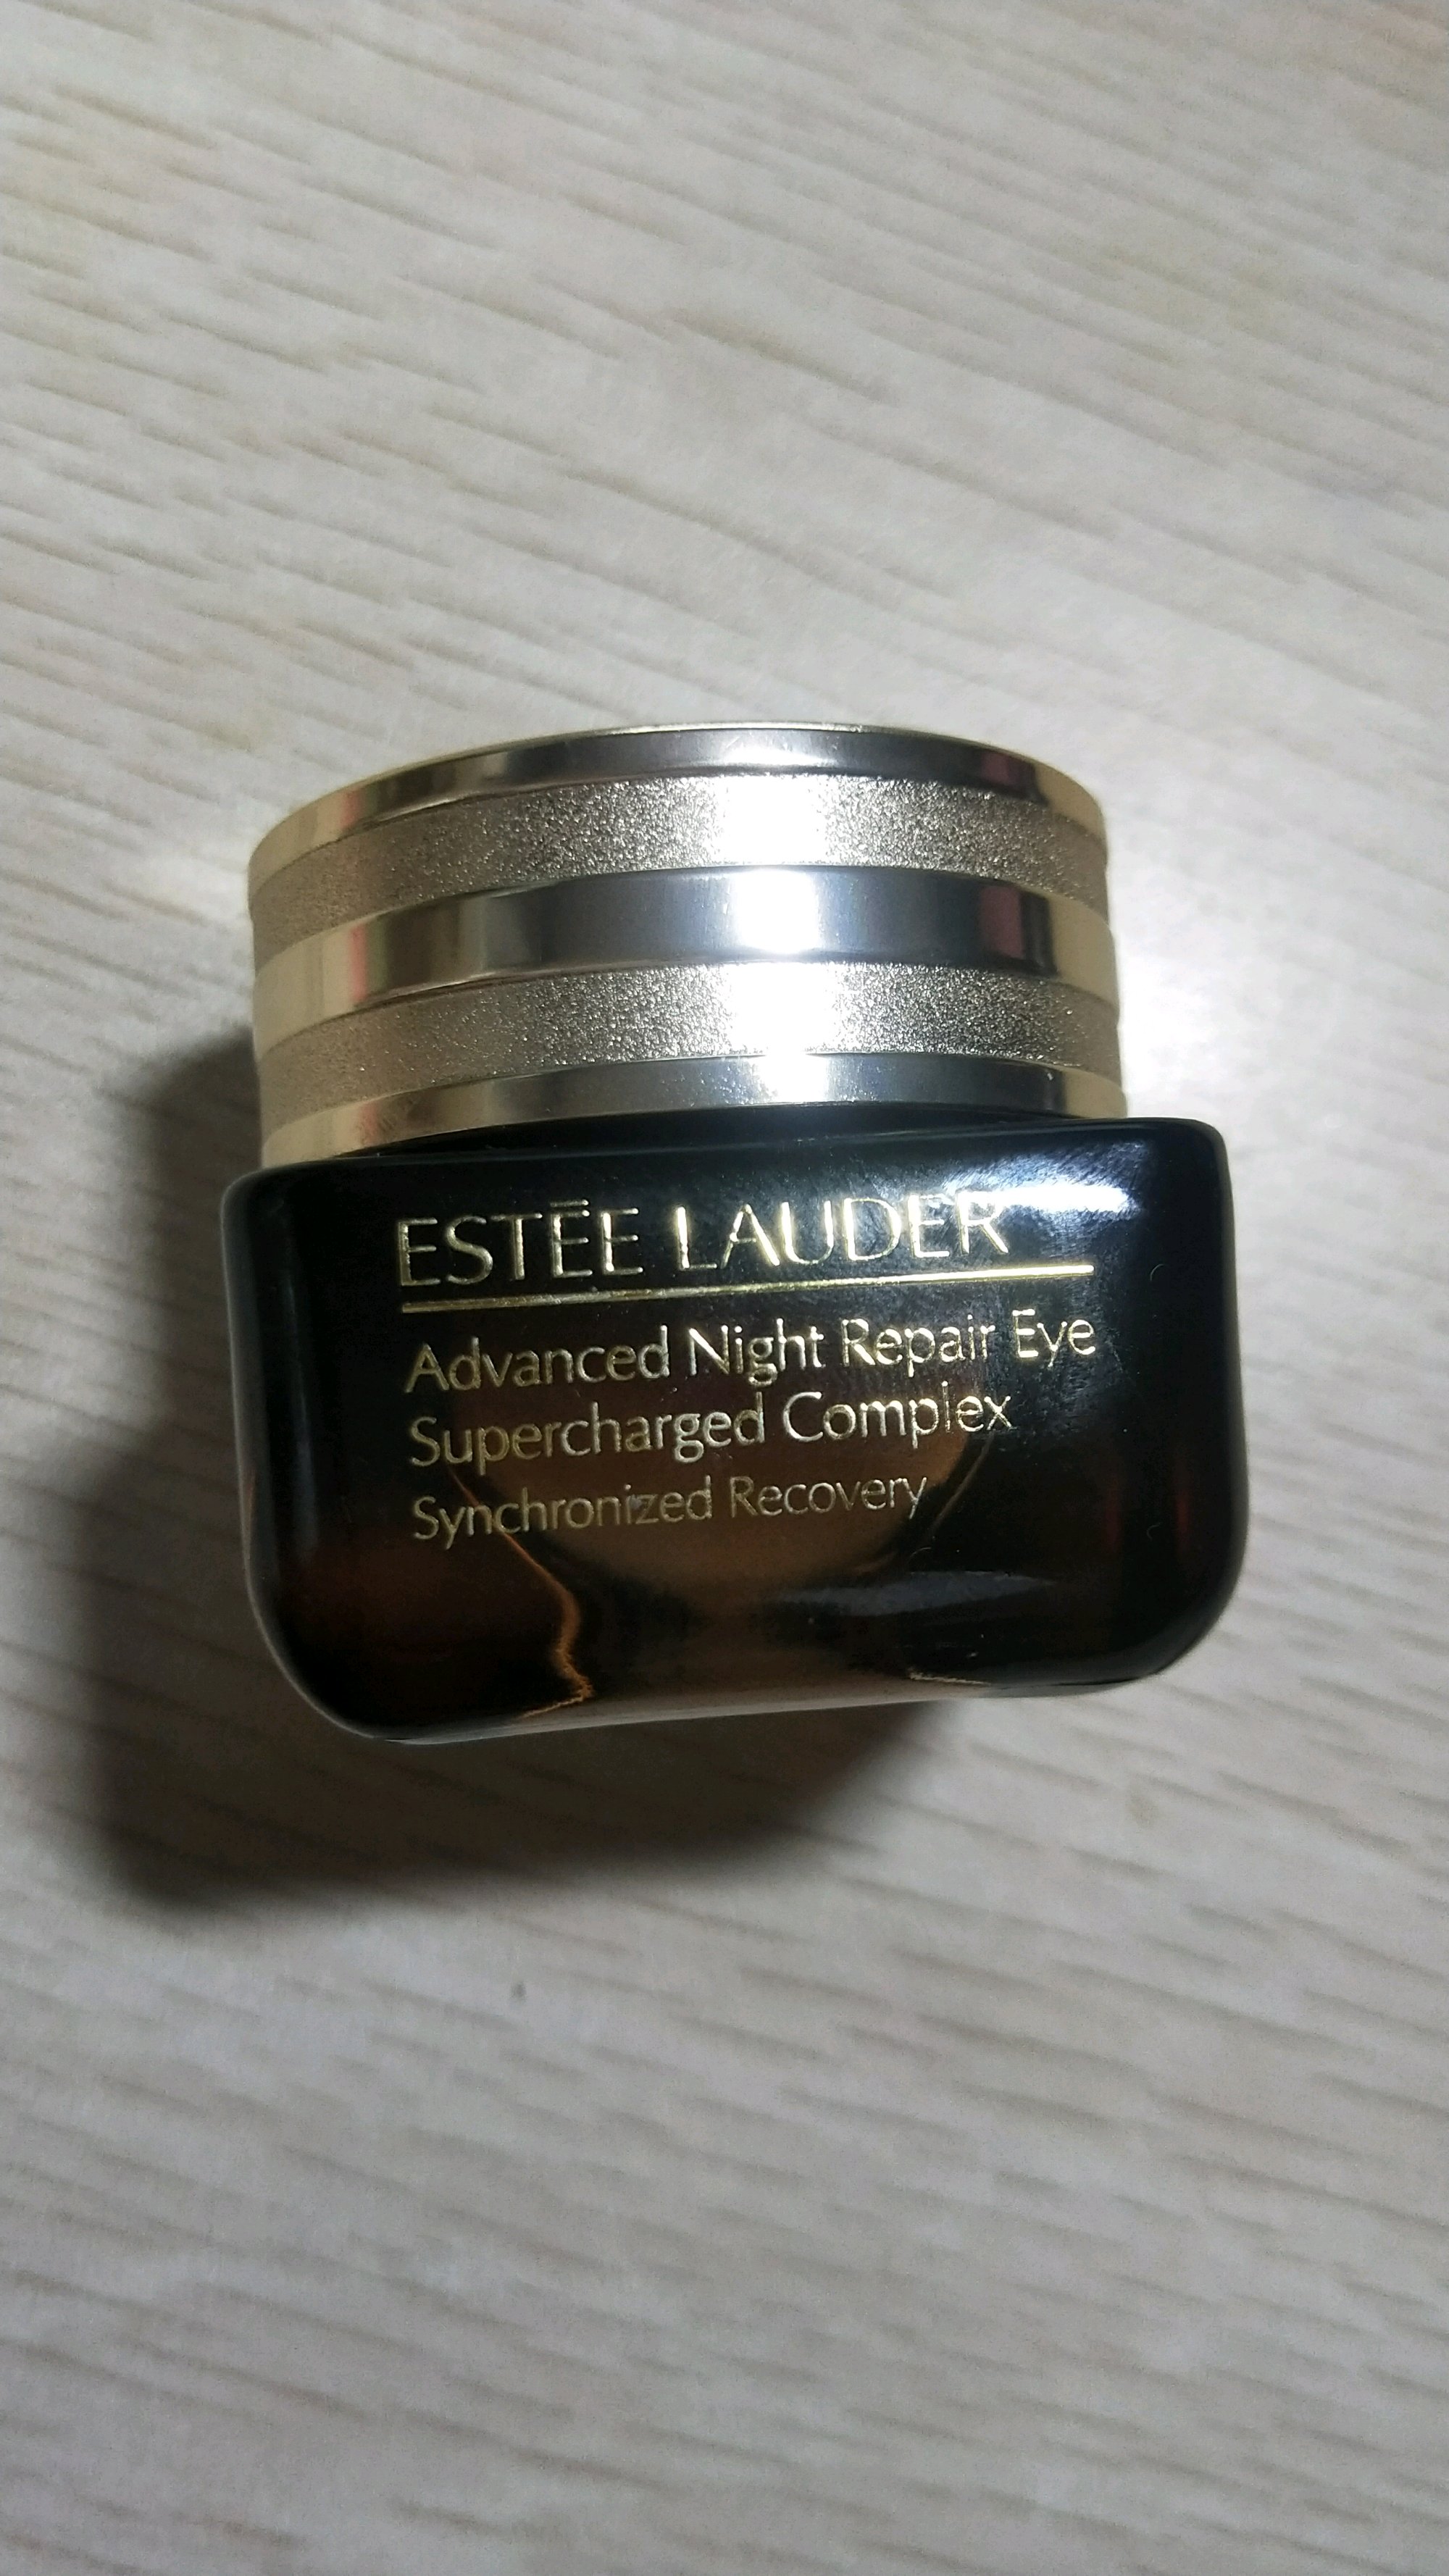 ESTĒE LAUDER
Advanced Night Repair Eye
Supercharged Complex
Synchronized Recovery